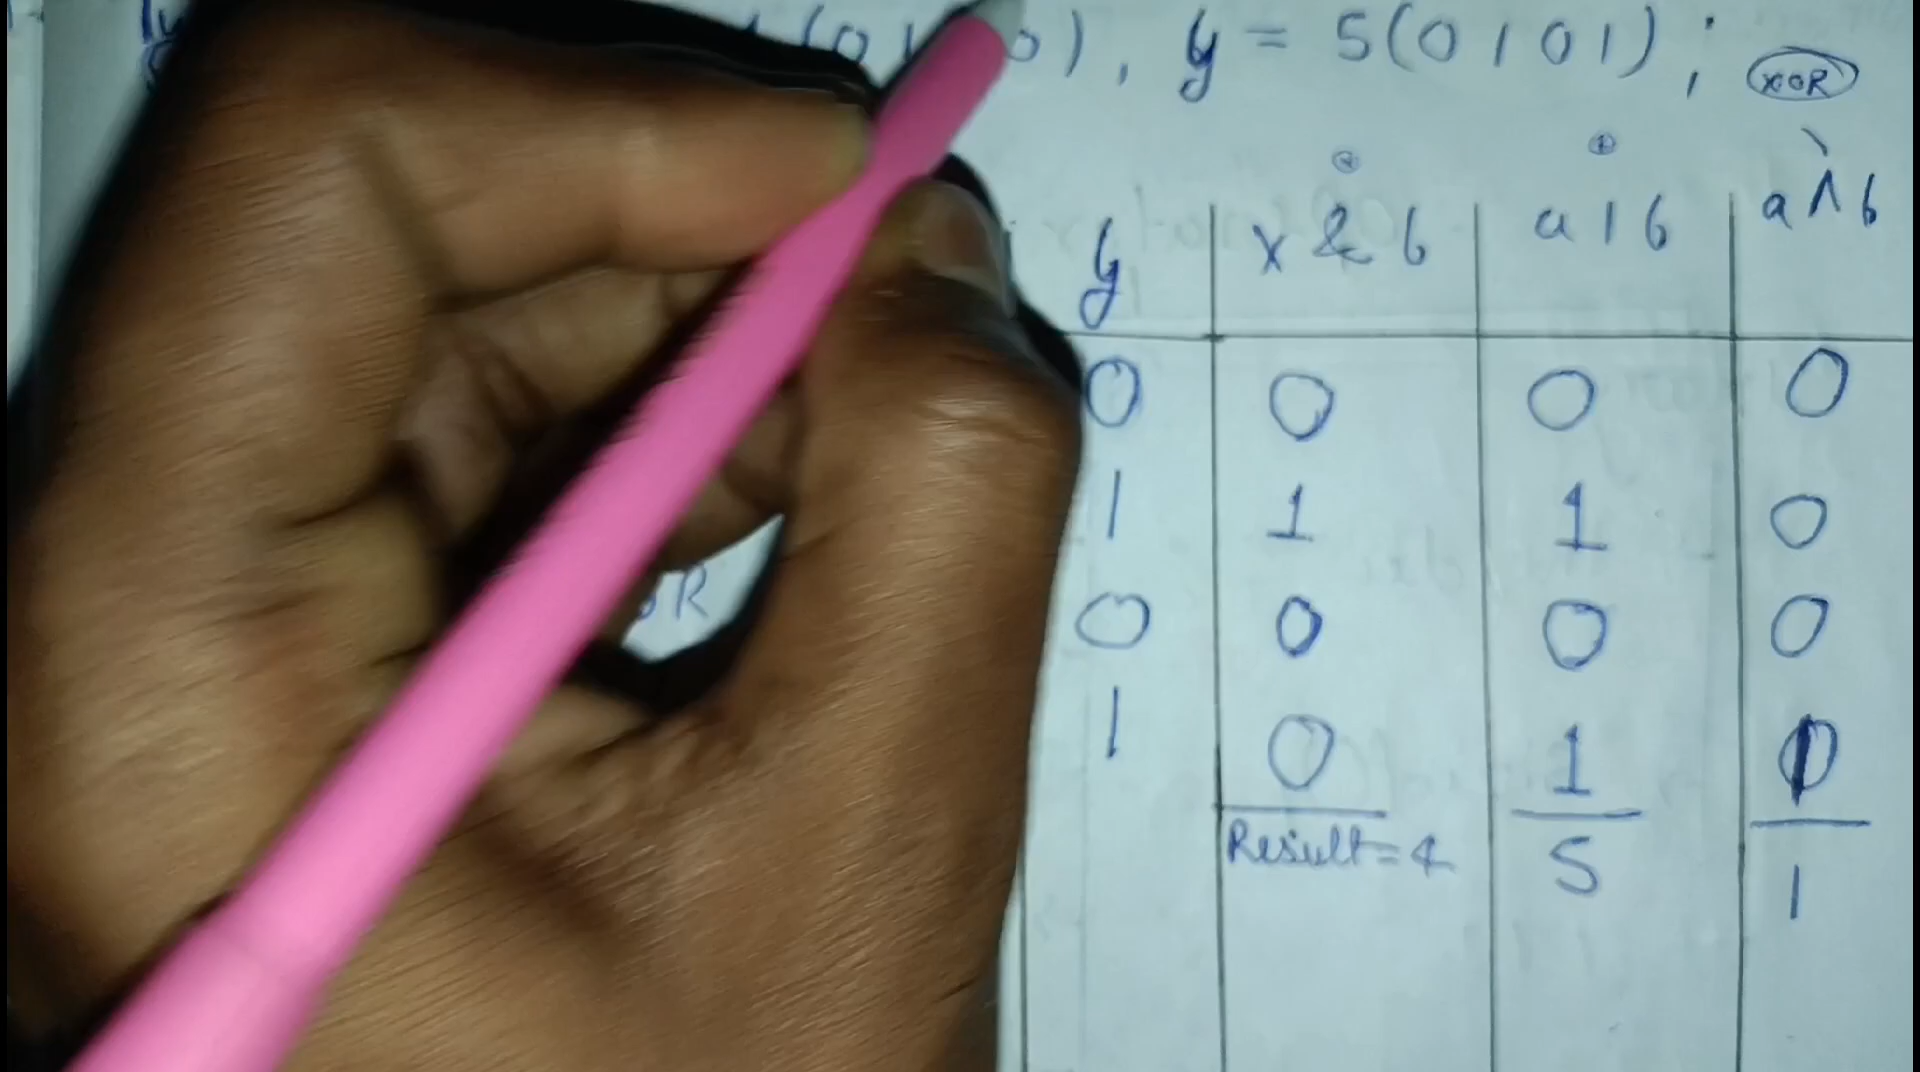 0), y = 5(0101);
XOR
y x & b a | b a ^ b
0 0 0 0
1 1 1 0
0 0 0 0
1 0 1
Result=4 5 1